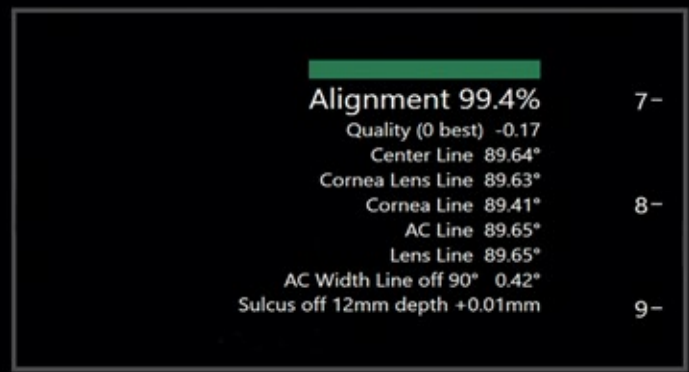 Alignment 99.4%
Quality (0 best) -0.17
Center Line 89.64°
Cornea Lens Line 89.63°
Cornea Line 89.41°
AC Line 89.65°
Lens Line 89.65°
AC Width Line off 90° 0.42°
Sulcus off 12mm depth +0.01mm
7-
8-
9-